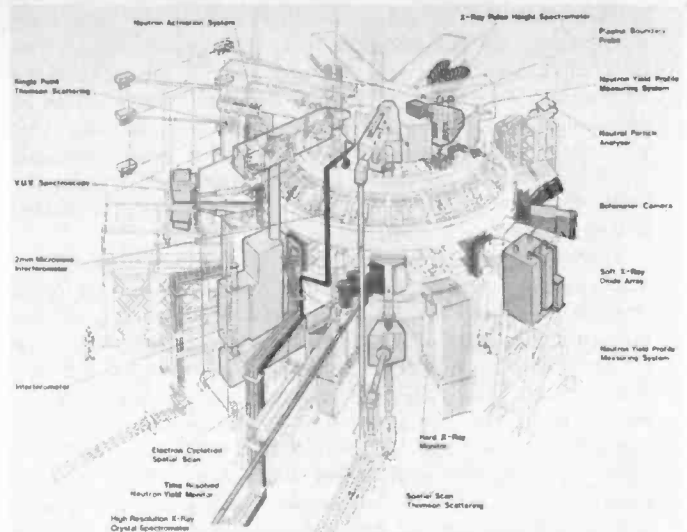 Neutron Activation System
X-Ray Pulse Height Spectrometer
Plasma Boundary
Probe
Single Point
Thomson Scattering
Neutron Yield Profile
Measuring System
Neutral Particle
Analyser
V.U.V. Spectroscopy
Bolometer Camera
2mm Microwave
Interferometer
Soft X-Ray
Diode Array
Neutron Yield Profile
Measuring System
Interferometer
Hard X-Ray
Monitor
Electron Cyclotron
Spatial Scan
Time Resolved
Neutron Yield Monitor
Spatial Scan
Thomson Scattering
High Resolution X-Ray
Crystal Spectrometer